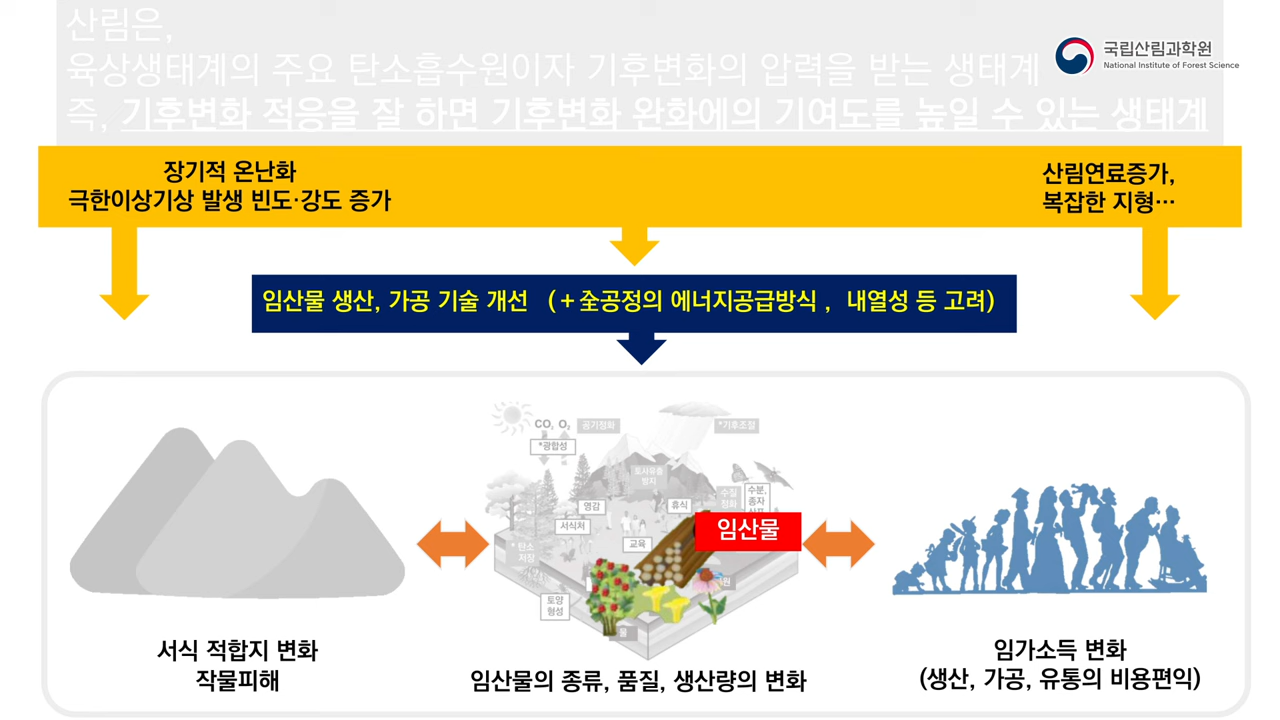 산림은,
육상생태계의 주요 탄소흡수원이자 기후변화의 압력을 받는 생태계
즉, 기후변화 적응을 잘 하면 기후변화 완화에의 기여도를 높일 수 있는 생태계
국립산림과학원
National Institute of Forest Science
장기적 온난화
극한이상기상 발생 빈도·강도 증가
산림연료증가,
복잡한 지형…
임산물 생산, 가공 기술 개선 (+全공정의 에너지공급방식, 내열성 등 고려)
CO₂ O₂
공기정화
*기후조절
*광합성
토사유출
방지
수질
정화
수분,
종자
영감
휴식
서식처
임산물
교육
*탄소
저장
토양
형성
물
서식 적합지 변화
작물피해
임산물의 종류, 품질, 생산량의 변화
임가소득 변화
(생산, 가공, 유통의 비용편익)